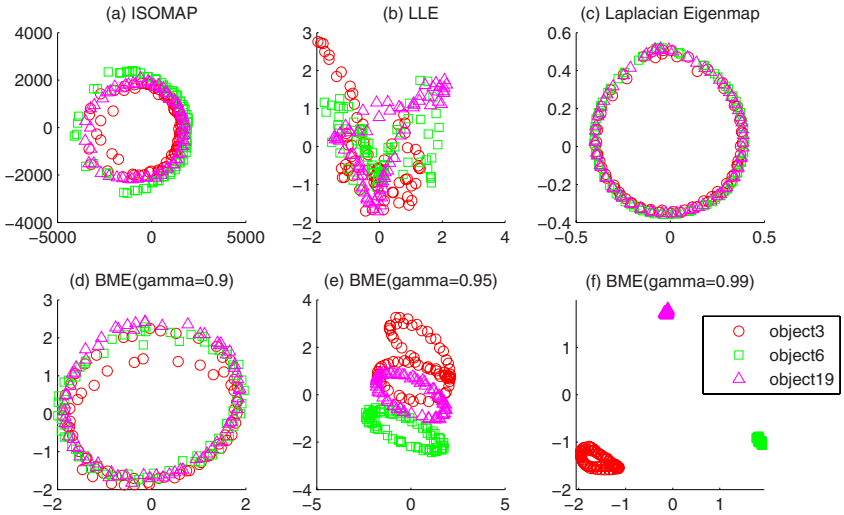 (a) ISOMAP
4000
2000
0
−2000
−4000
−5000 0 5000
(b) LLE
3
2
1
0
−1
−2
−2 0 2 4
(c) Laplacian Eigenmap
0.6
0.4
0.2
0
−0.2
−0.4
−0.5 0 0.5
(d) BME(gamma=0.9)
3
2
1
0
−1
−2
−2 0 2
(e) BME(gamma=0.95)
4
2
0
−2
−4
−5 0 5
(f) BME(gamma=0.99)
1
0
−1
−2
−2 −1 0 1
object3
object6
object19